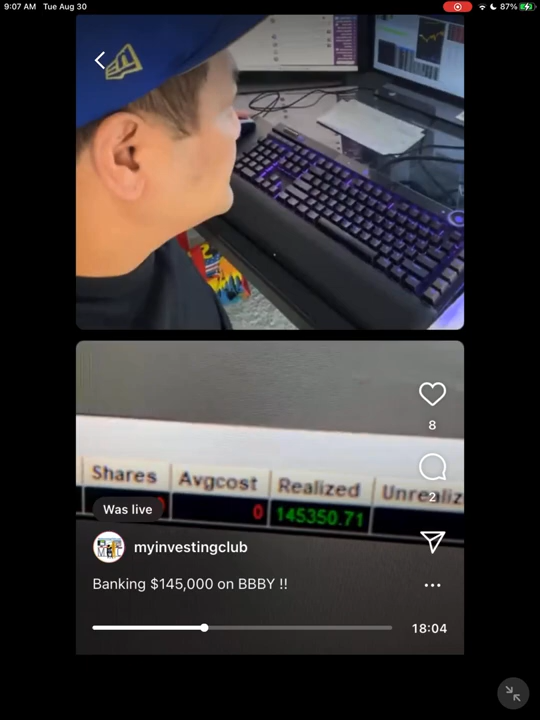 9:07 AM Tue Aug 30
87%
8
Shares Avgcost Realized Unrealiz
Was live
0 145350.71
2
myinvestingclub
Banking $145,000 on BBBY !!
18:04